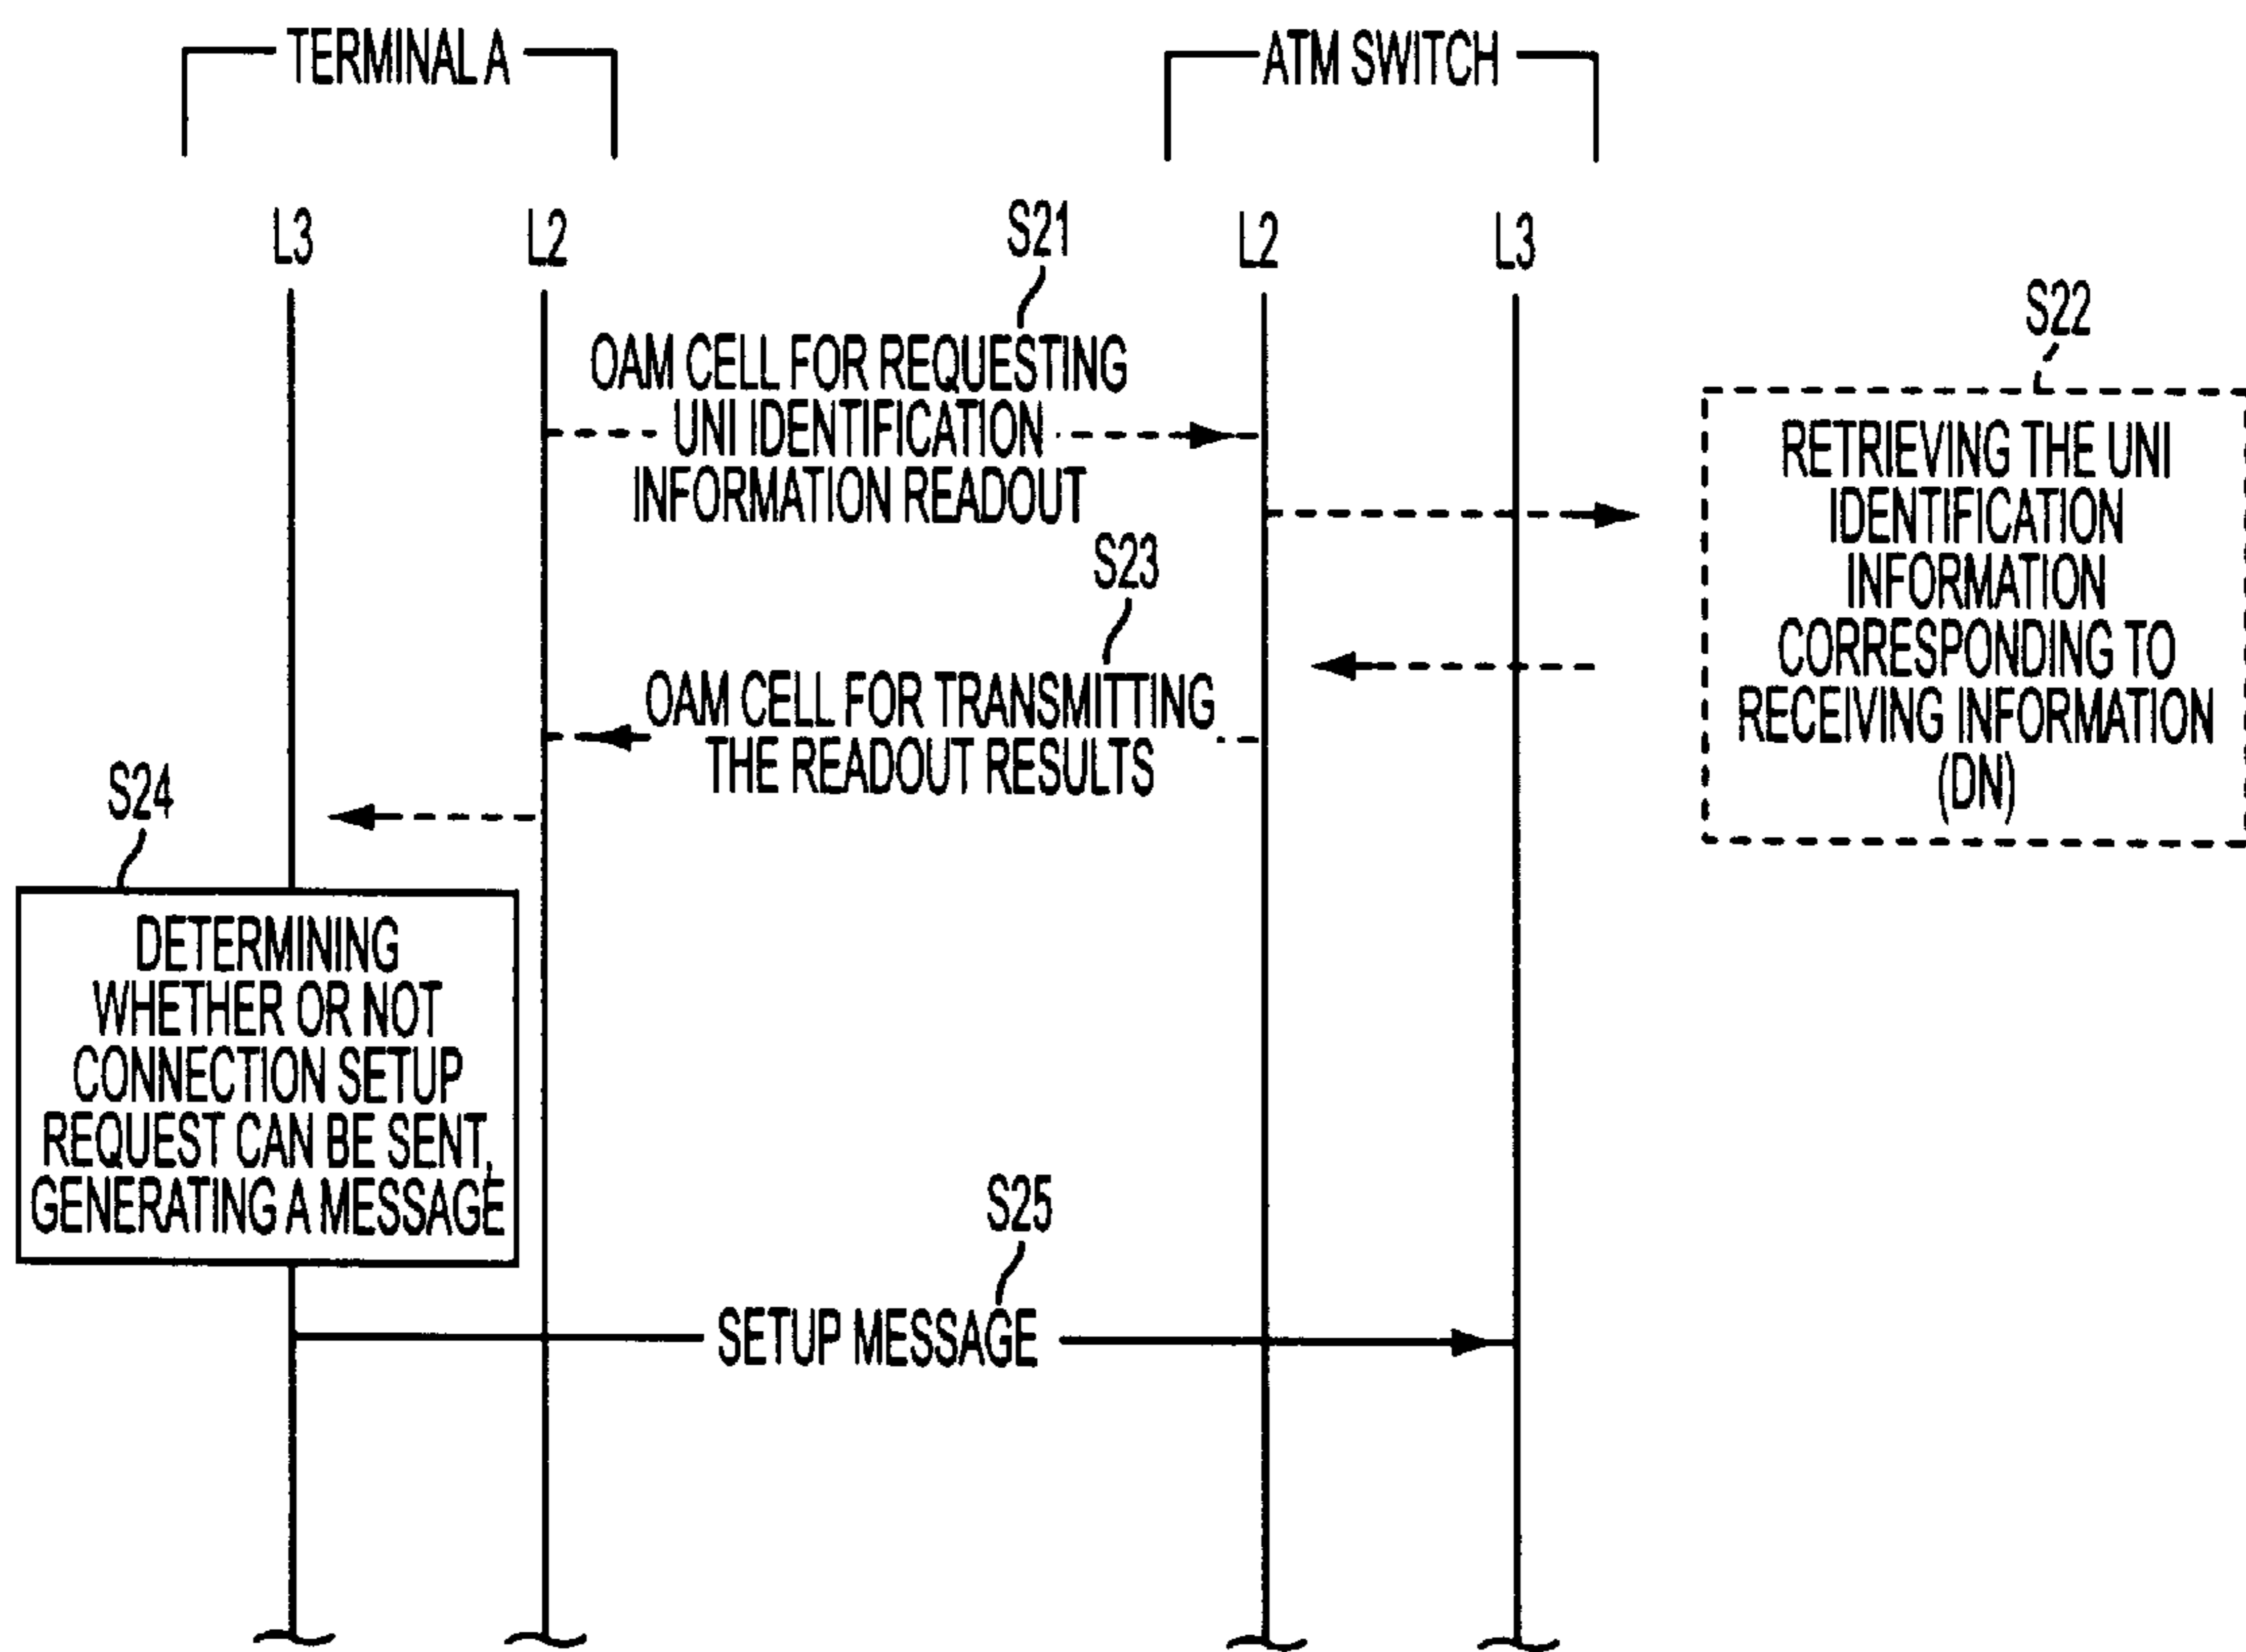 TERMINAL A
ATM SWITCH
L3
L2
S21
L2
L3
S22
OAM CELL FOR REQUESTING
UNI IDENTIFICATION
INFORMATION READOUT
RETRIEVING THE UNI
IDENTIFICATION
INFORMATION
CORRESPONDING TO
RECEIVING INFORMATION
(DN)
S23
OAM CELL FOR TRANSMITTING
THE READOUT RESULTS
S24
DETERMINING
WHETHER OR NOT
CONNECTION SETUP
REQUEST CAN BE SENT,
GENERATING A MESSAGE
S25
SETUP MESSAGE